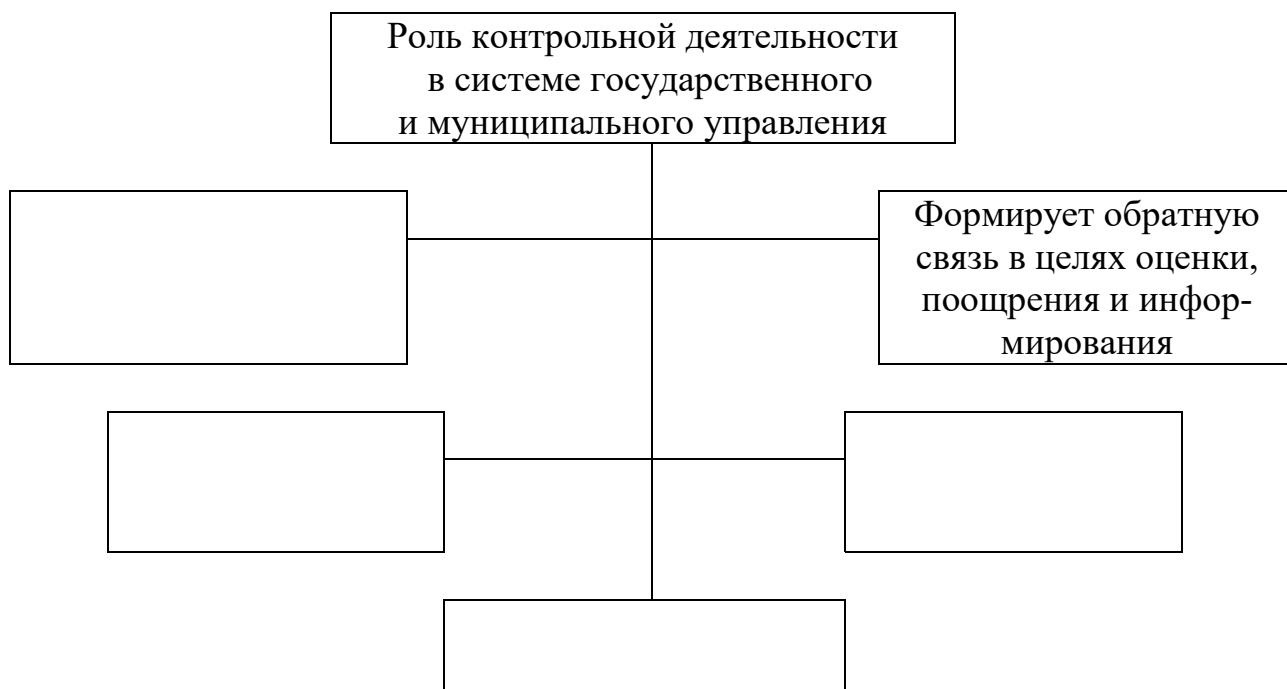 Роль контрольной деятельности
в системе государственного
и муниципального управления
Формирует обратную
связь в целях оценки,
поощрения и инфор-
мирования